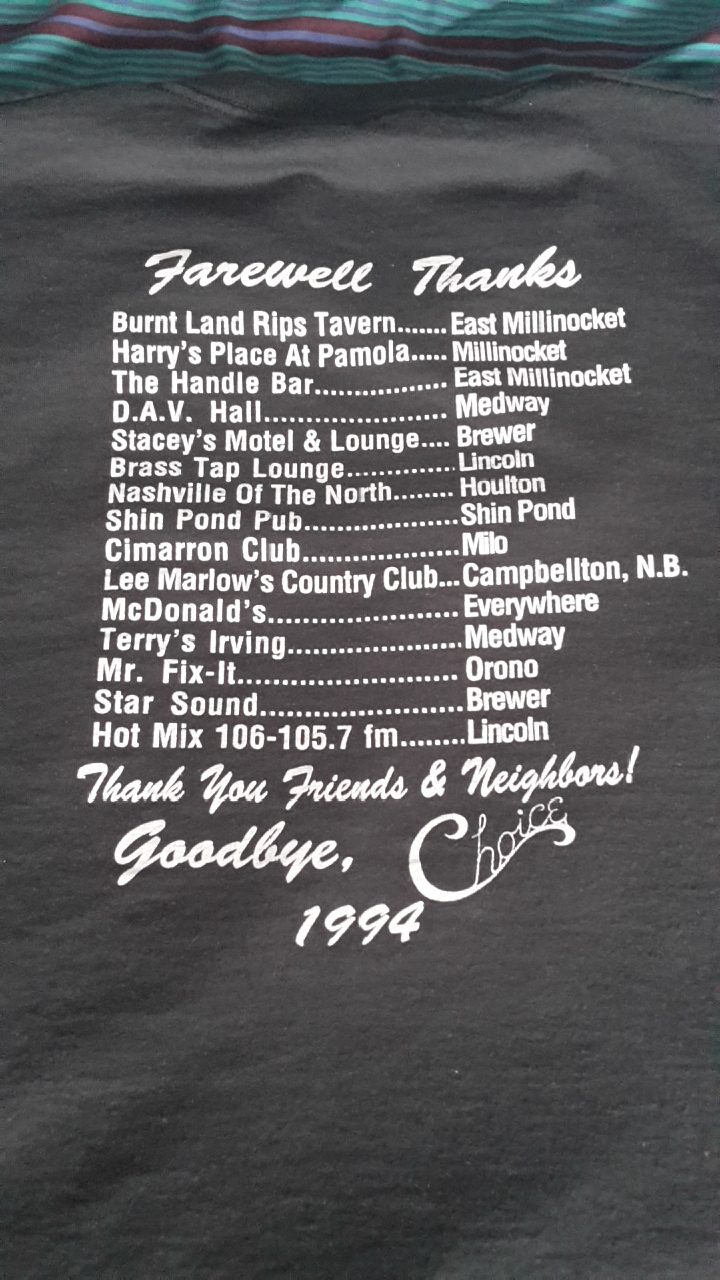 Farewell Thanks
Burnt Land Rips Tavern....... East Millinocket
Harry's Place At Pamola..... Millinocket
The Handle Bar.................. East Millinocket
D.A.V. Hall....................... Medway
Stacey's Motel & Lounge.... Brewer
Brass Tap Lounge............... Lincoln
Nashville Of The North........ Houlton
Shin Pond Pub.....................Shin Pond
Cimarron Club....................Milo
Lee Marlow's Country Club...Campbellton, N.B.
McDonald's....................... Everywhere
Terry's Irving......................Medway
Mr. Fix-It.......................... Orono
Star Sound........................Brewer
Hot Mix 106-105.7 fm........Lincoln
Thank You Friends & Neighbors!
Goodbye, Choice
1994